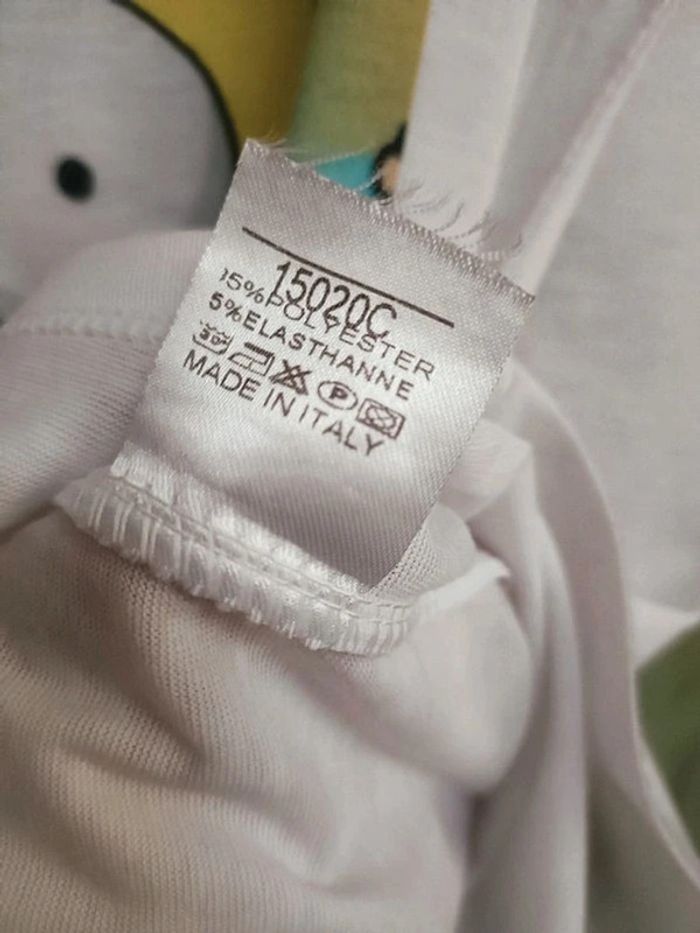 15020C
95%POLYESTER
5%ELASTHANNE
P
MADE IN ITALY